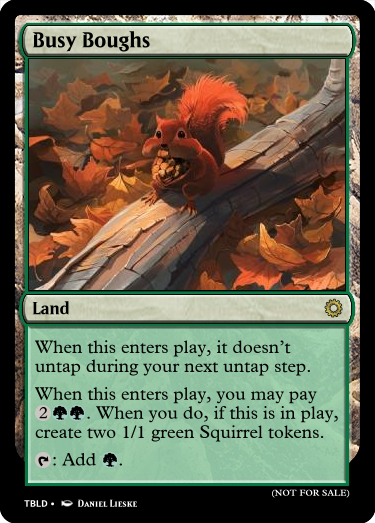 Busy Boughs
Land
When this enters play, it doesn't
untap during your next untap step.
When this enters play, you may pay
2. When you do, if this is in play,
create two 1/1 green Squirrel tokens.
: Add .
(NOT FOR SALE)
TBLD • DANIEL LIESKE